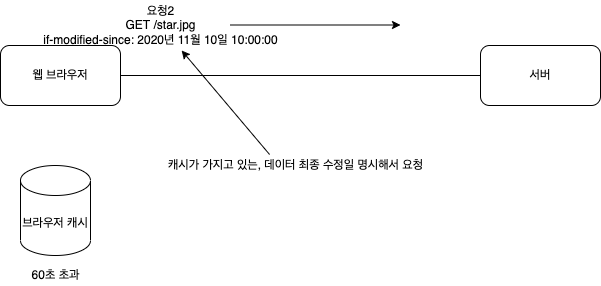 요청2
GET /star.jpg
if-modified-since: 2020년 11월 10일 10:00:00
웹 브라우저
서버
캐시가 가지고 있는, 데이터 최종 수정일 명시해서 요청
브라우저 캐시
60초 초과